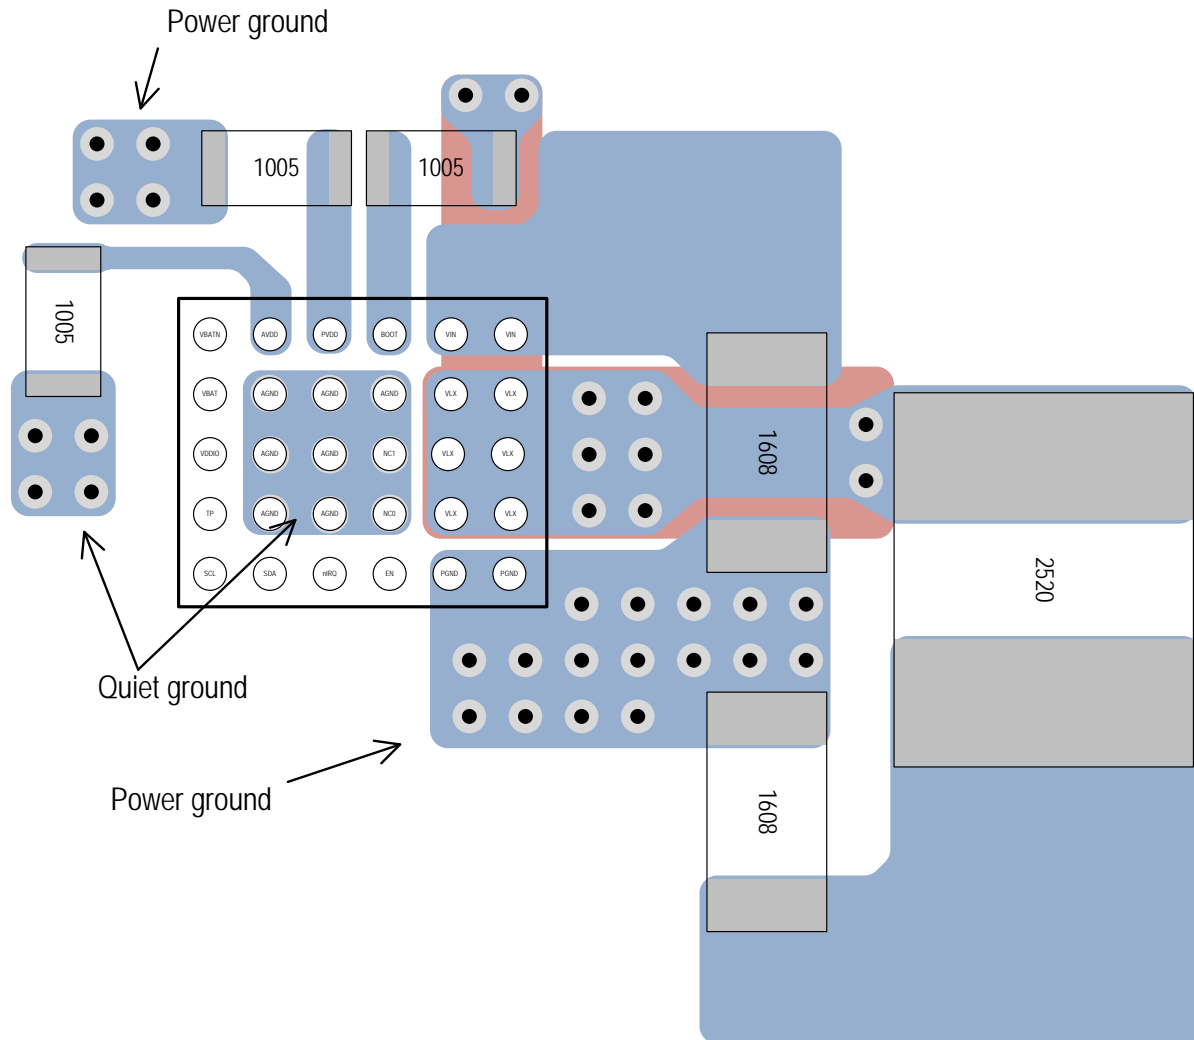 Power ground
1005
1005
1005
VBATN AVDD PVDD BOOT VIN VIN
VBAT AGND AGND AGND VLX VLX
VDDIO AGND AGND NC1 VLX VLX
TP AGND AGND NC0 VLX VLX
SCL SDA nIRQ EN PGND PGND
1608
2520
Quiet ground
Power ground
1608